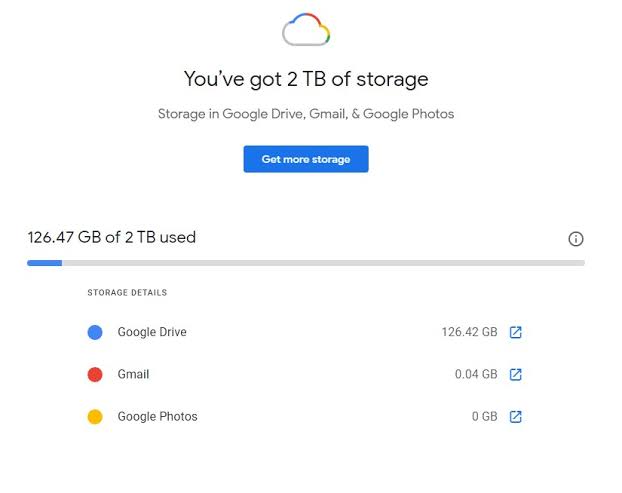 You've got 2 TB of storage
Storage in Google Drive, Gmail, & Google Photos
Get more storage
126.47 GB of 2 TB used
STORAGE DETAILS
Google Drive 126.42 GB
Gmail 0.04 GB
Google Photos 0 GB